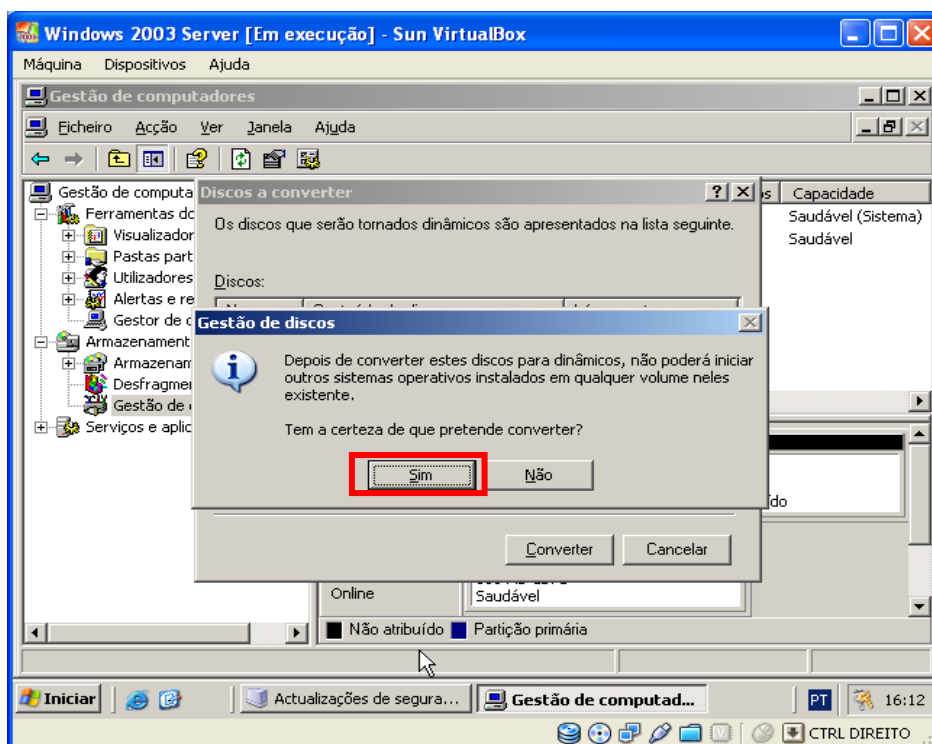 Windows 2003 Server [Em execução] - Sun VirtualBox
Máquina Dispositivos Ajuda
Gestão de computadores
Ficheiro Acção Ver Janela Ajuda
Gestão de computa
Ferramentas do
Visualizador
Pastas part
Utilizadores
Alertas e re
Gestor de d
Armazenament
Armazenam
Desfragmen
Gestão de
Serviços e aplic
Discos a converter
Os discos que serão tornados dinâmicos são apresentados na lista seguinte.
Discos:
Capacidade
Saudável (Sistema)
Saudável
Gestão de discos
Depois de converter estes discos para dinâmicos, não poderá iniciar
outros sistemas operativos instalados em qualquer volume neles
existente.
Tem a certeza de que pretende converter?
Sim Não
Converter Cancelar
Online
Saudável
Não atribuído Partição primária
Iniciar Actualizações de segura... Gestão de computad... PT 16:12
CTRL DIREITO